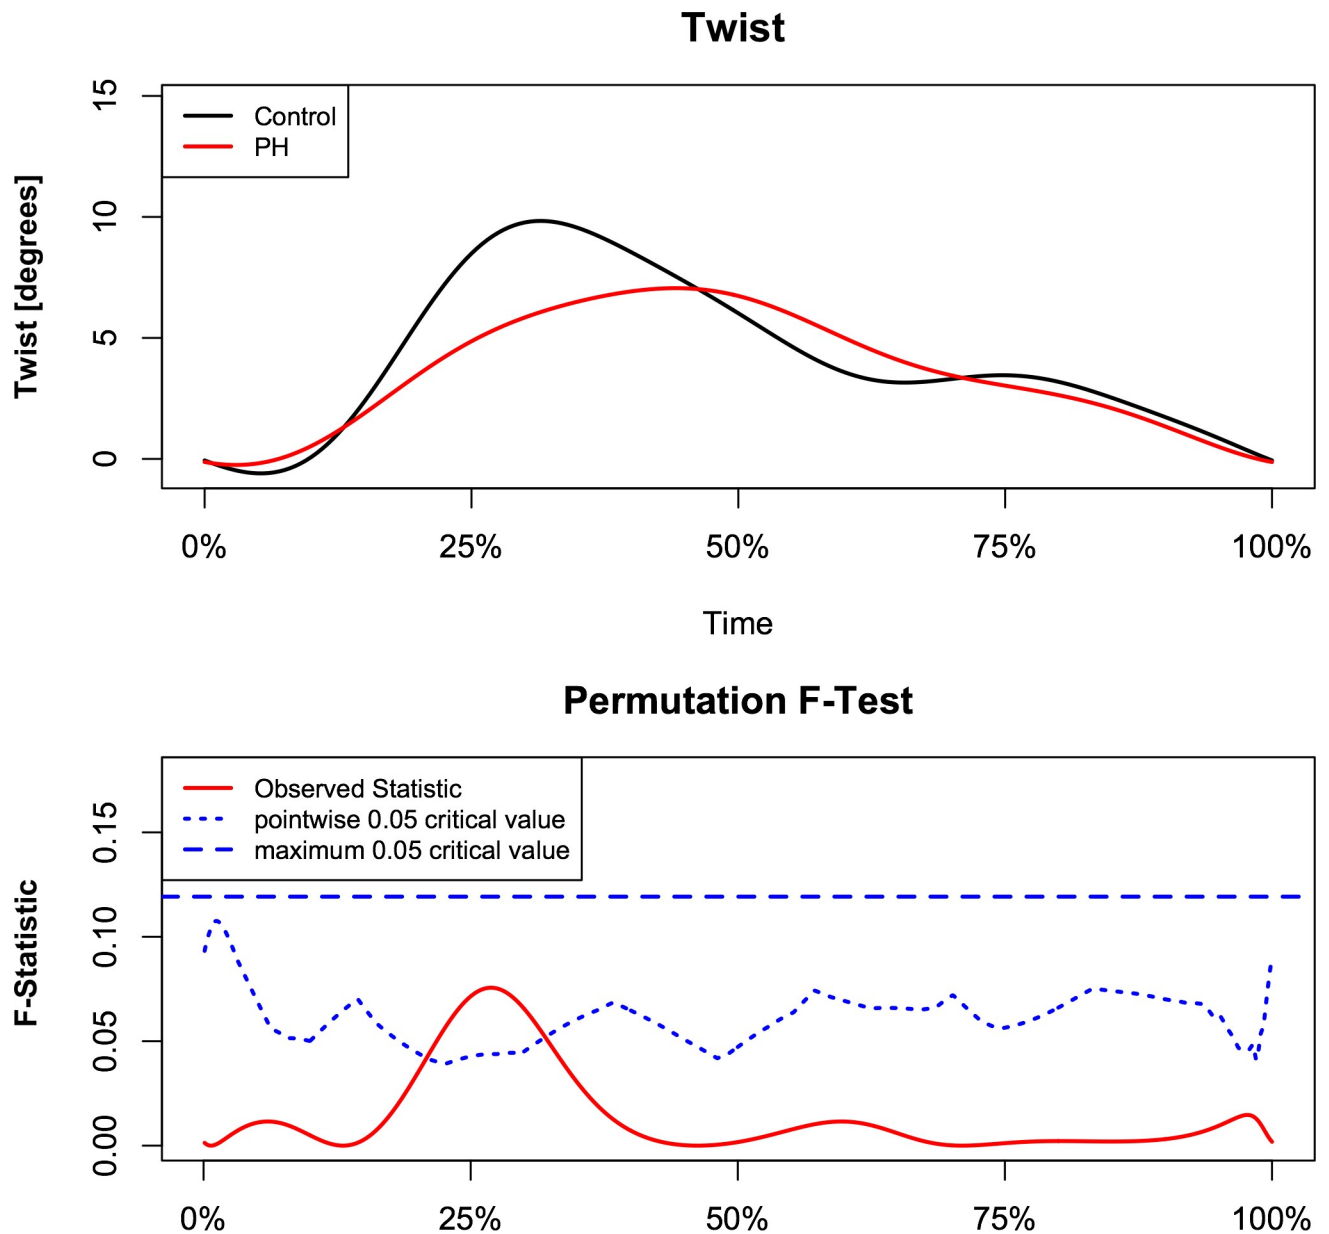 Twist
Control
PH
Twist [degrees]
15
10
5
0
0% 25% 50% 75% 100%
Time
Permutation F-Test
Observed Statistic
pointwise 0.05 critical value
maximum 0.05 critical value
F-Statistic
0.15
0.10
0.05
0.00
0% 25% 50% 75% 100%